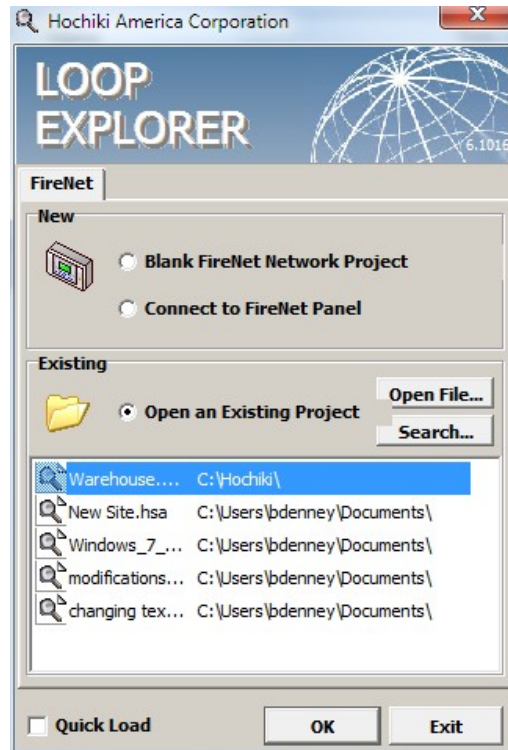 Hochiki America Corporation
X
LOOP
EXPLORER
6.1016
FireNet
New
Blank FireNet Network Project
Connect to FireNet Panel
Existing
Open an Existing Project
Open File...
Search...
Warehouse.... C:\Hochiki\
New Site.hsa C:\Users\bdenney\Documents\
Windows_7_... C:\Users\bdenney\Documents\
modifications... C:\Users\bdenney\Documents\
changing tex... C:\Users\bdenney\Documents\
Quick Load
OK
Exit